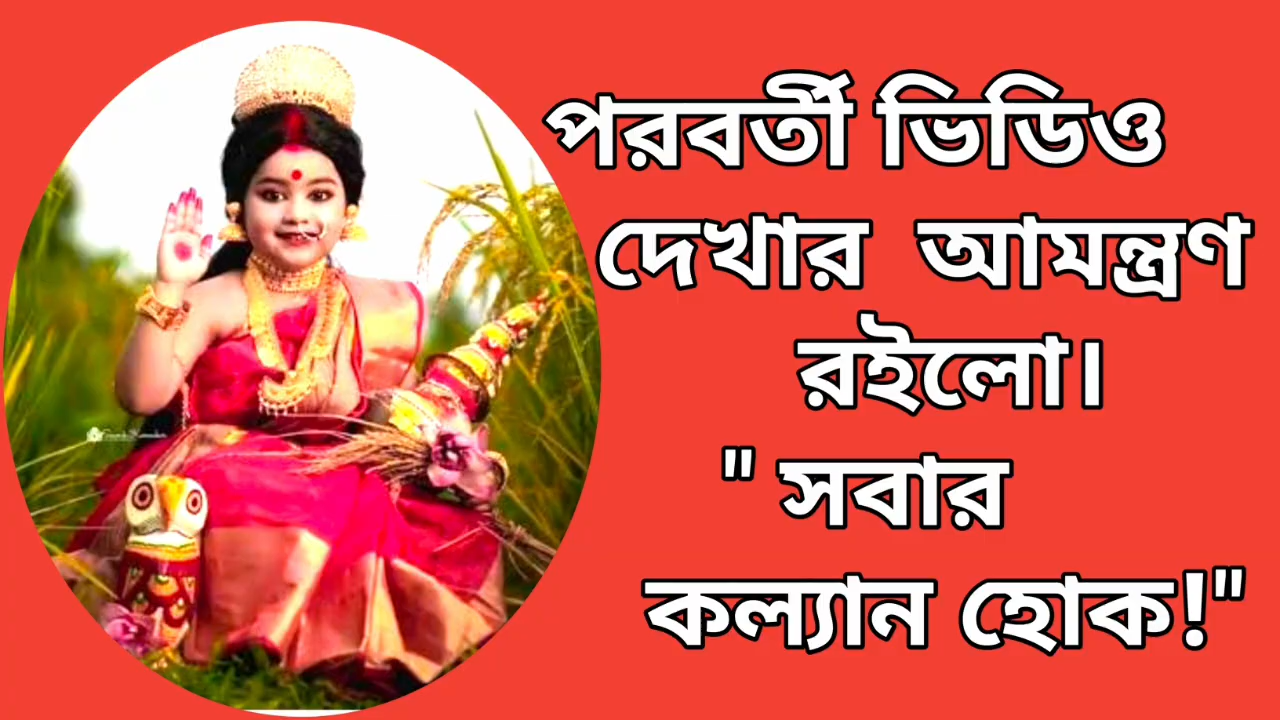 পরবর্তী ভিডিও
দেখার আমন্ত্রণ
রইলো।
" সবার
কল্যান হোক!"